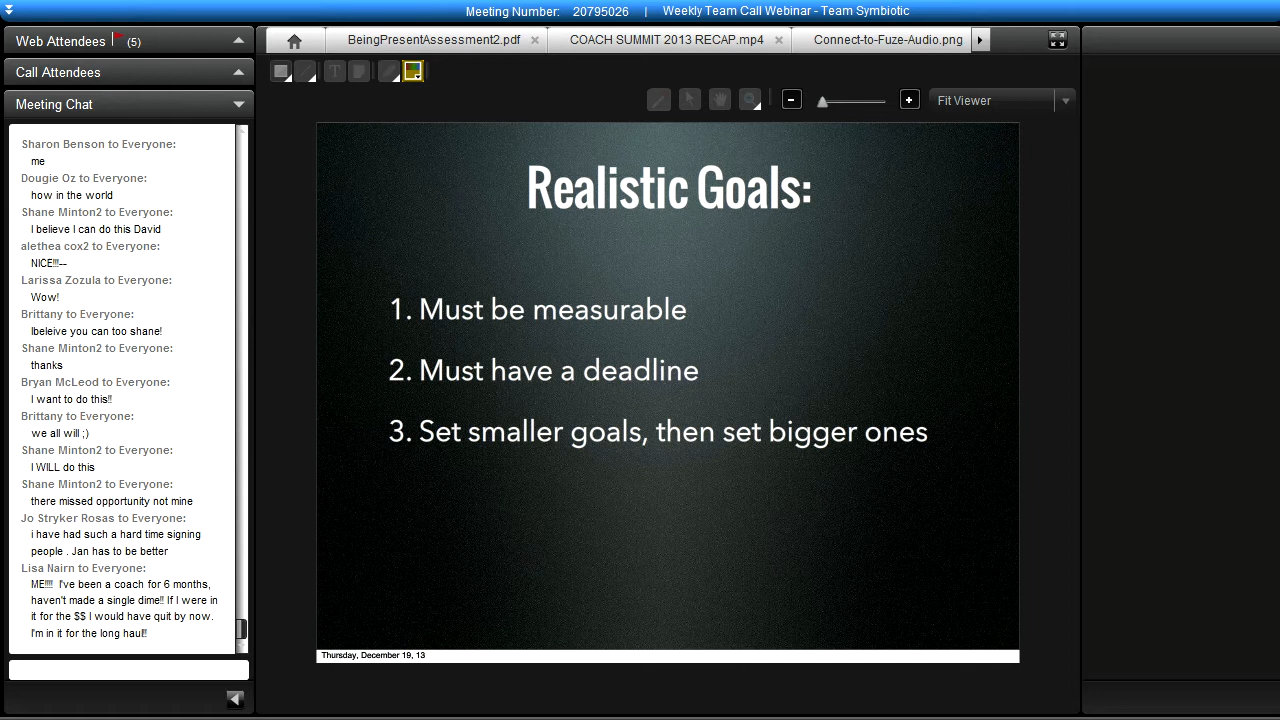 Meeting Number: 20795026 | Weekly Team Call Webinar - Team Symbiotic
Web Attendees (5)
Call Attendees
Meeting Chat
Sharon Benson to Everyone:
me
Dougie Oz to Everyone:
how in the world
Shane Minton2 to Everyone:
I believe I can do this David
alethea cox2 to Everyone:
NICE!!!--
Larissa Zozula to Everyone:
Wow!
Brittany to Everyone:
Ibeleive you can too shane!
Shane Minton2 to Everyone:
thanks
Bryan McLeod to Everyone:
I want to do this!!
Brittany to Everyone:
we all will ;)
Shane Minton2 to Everyone:
I WILL do this
Shane Minton2 to Everyone:
there missed opportunity not mine
Jo Stryker Rosas to Everyone:
i have had such a hard time signing
people . Jan has to be better
Lisa Nairn to Everyone:
ME!!!! I've been a coach for 6 months,
haven't made a single dime!! If I were in
it for the $$ I would have quit by now.
I'm in it for the long haul!!
BeingPresentAssessment2.pdf
COACH SUMMIT 2013 RECAP.mp4
Connect-to-Fuze-Audio.png
T
Fit Viewer
Realistic Goals:
1. Must be measurable
2. Must have a deadline
3. Set smaller goals, then set bigger ones
Thursday, December 19, 13